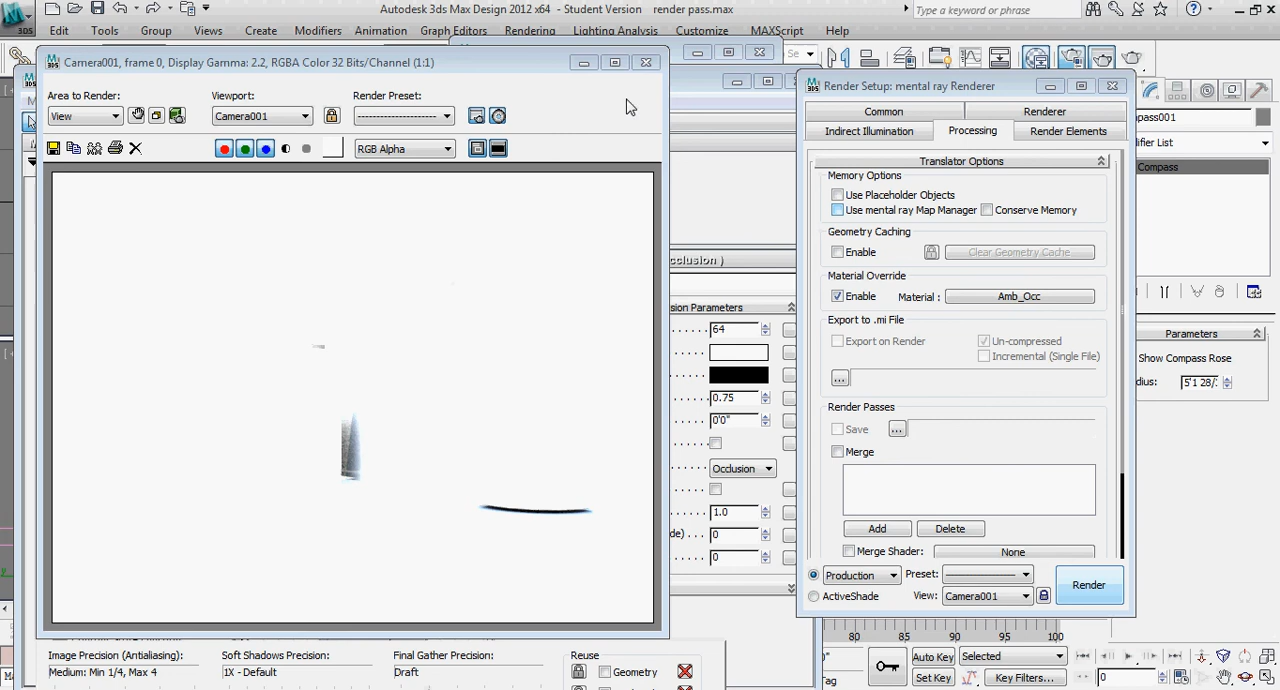 Autodesk 3ds Max Design 2012 x64 - Student Version render pass.max
Type a keyword or phrase
3DS
Edit Tools Group Views Create Modifiers Animation Graph Editors Rendering Lighting Analysis Customize MAXScript Help
Camera001, frame 0, Display Gamma: 2.2, RGBA Color 32 Bits/Channel (1:1)
Area to Render:
View
Viewport:
Camera001
Render Preset:
RGB Alpha
Se
Render Setup: mental ray Renderer
Common
Renderer
Indirect Illumination
Processing
Render Elements
Translator Options
Memory Options
Use Placeholder Objects
Use mental ray Map Manager
Conserve Memory
Geometry Caching
Enable
Clear Geometry Cache
Material Override
Enable
Material :
Amb_Occ
Export to .mi File
Export on Render
Un-compressed
Incremental (Single File)
...
Render Passes
Save
...
Merge
Add
Delete
Merge Shader:
None
Production
Preset:
ActiveShade
View:
Camera001
Render
cclusion )
sion Parameters
64
0.75
0'0"
Occlusion
1.0
de) . . .
0
0
pass001
ifier List
Compass
Parameters
Show Compass Rose
dius:
5'1 28/
Image Precision (Antialiasing):
Medium: Min 1/4, Max 4
Soft Shadows Precision:
1X - Default
Final Gather Precision:
Draft
Reuse
Geometry
80 85 90 95 100
Tag
Auto Key
Selected
Set Key
Key Filters...
0